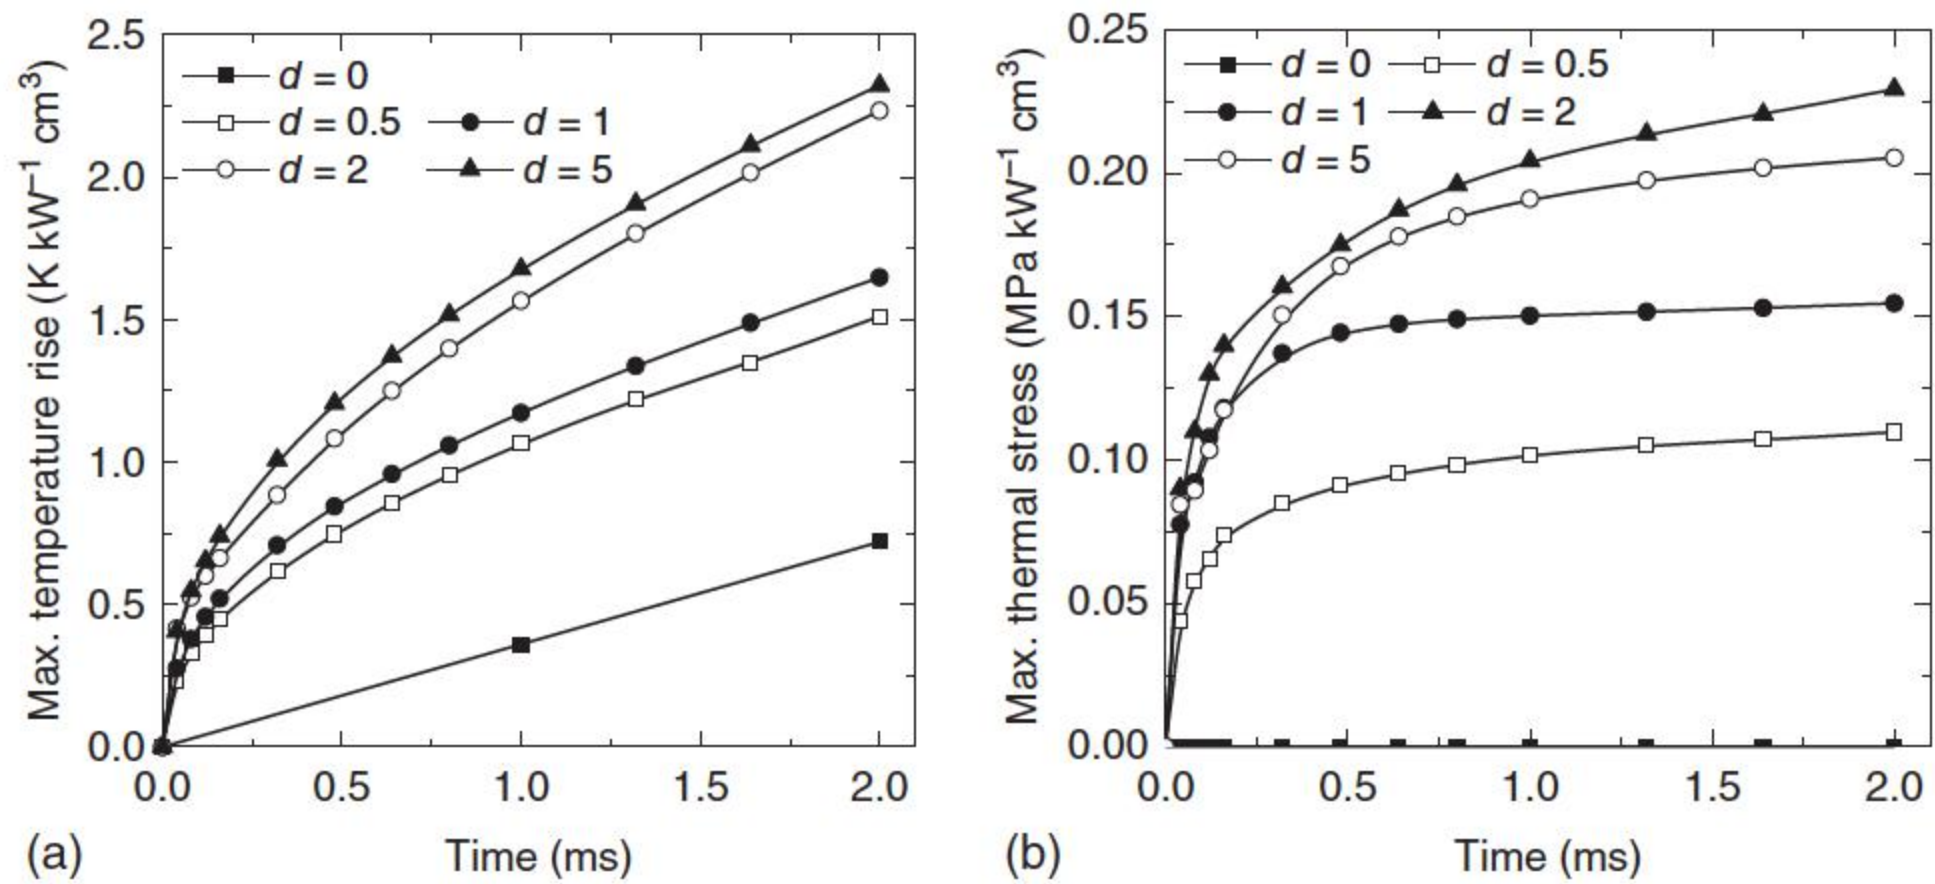 2.5
2.0
1.5
1.0
0.5
0.0
Max. temperature rise (K kW⁻¹ cm³)
d = 0
d = 0.5 d = 1
d = 2 d = 5
0.0 0.5 1.0 1.5 2.0
(a) Time (ms)
0.25
0.20
0.15
0.10
0.05
0.00
Max. thermal stress (MPa kW⁻¹ cm³)
d = 0 d = 0.5
d = 1 d = 2
d = 5
0.0 0.5 1.0 1.5 2.0
(b) Time (ms)